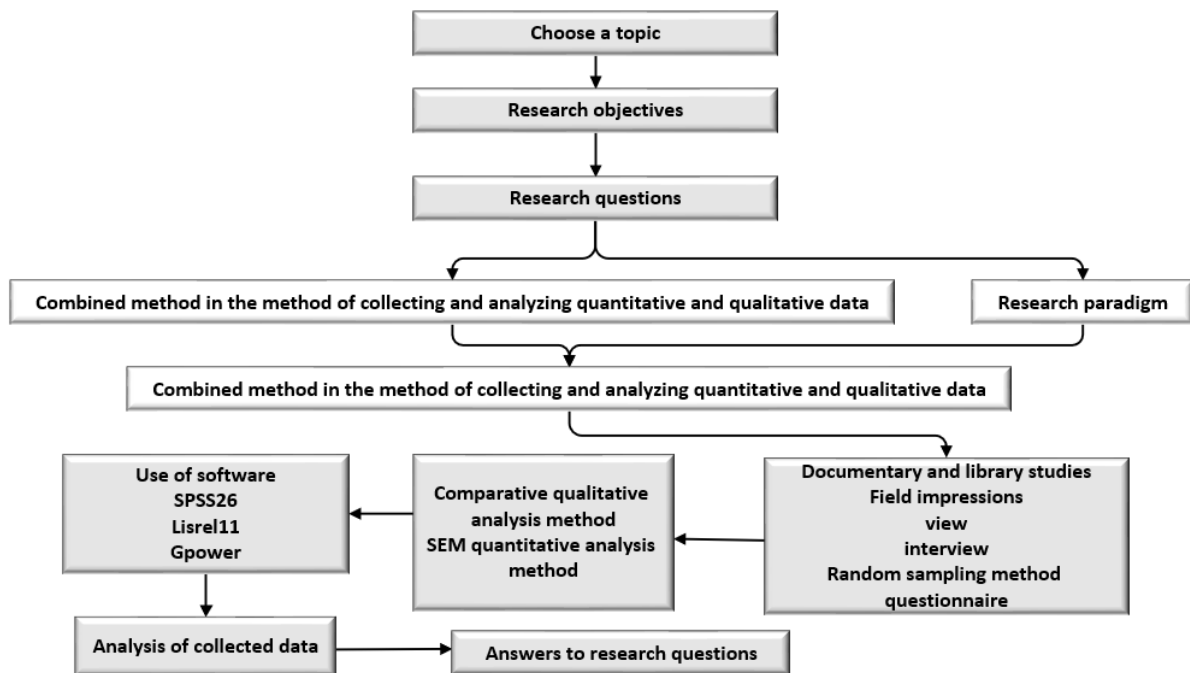 Choose a topic
Research objectives
Research questions
Combined method in the method of collecting and analyzing quantitative and qualitative data
Research paradigm
Combined method in the method of collecting and analyzing quantitative and qualitative data
Documentary and library studies
Field impressions
view
interview
Random sampling method
questionnaire
Comparative qualitative
analysis method
SEM quantitative analysis
method
Use of software
SPSS26
Lisrel11
Gpower
Analysis of collected data
Answers to research questions